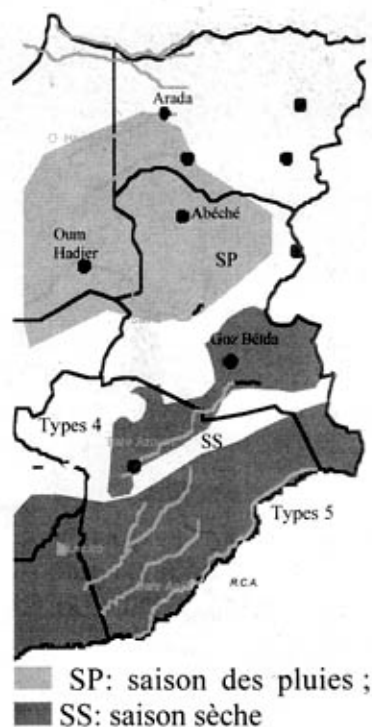 Arada
Abéché
Oum
Hadjer
SP
Goz Béïda
Types 4
SS
Types 5
R.C.A.
SP: saison des pluies ;
SS: saison sèche